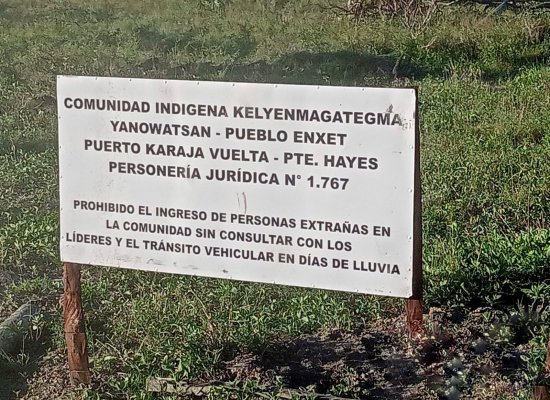 COMUNIDAD INDIGENA KELYENMAGATEGMA
YANOWATSAN - PUEBLO ENXET
PUERTO KARAJA VUELTA - PTE. HAYES
PERSONERÍA JURÍDICA N° 1.767
PROHIBIDO EL INGRESO DE PERSONAS EXTRAÑAS EN
LA COMUNIDAD SIN CONSULTAR CON LOS
LÍDERES Y EL TRÁNSITO VEHICULAR EN DÍAS DE LLUVIA